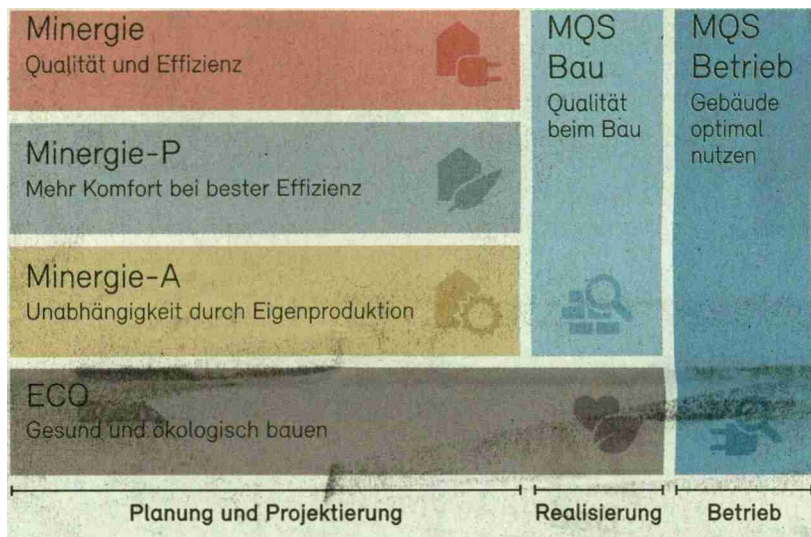 Minergie
Qualität und Effizienz
Minergie-P
Mehr Komfort bei bester Effizienz
Minergie-A
Unabhängigkeit durch Eigenproduktion
ECO
Gesund und ökologisch bauen
MQS
Bau
Qualität
beim Bau
MQS
Betrieb
Gebäude
optimal
nutzen
Planung und Projektierung
Realisierung
Betrieb